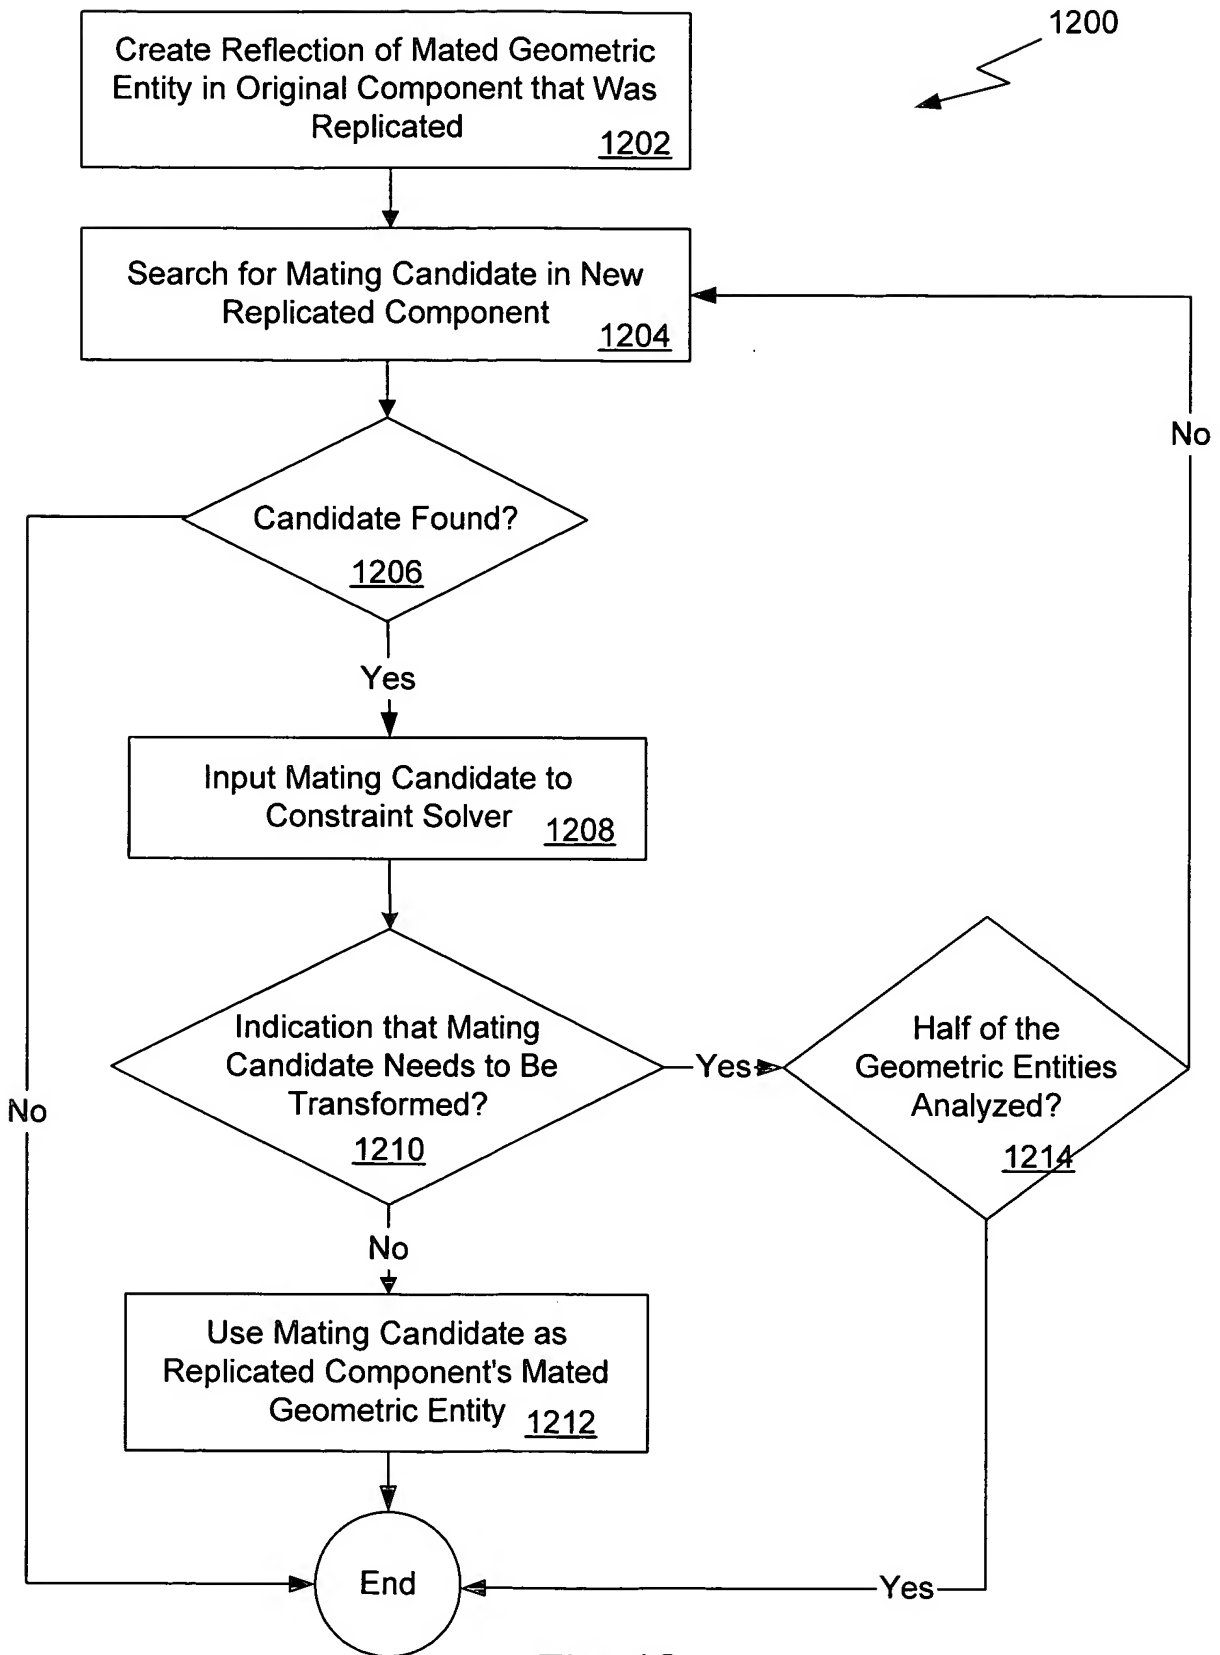 1200
Create Reflection of Mated Geometric
Entity in Original Component that Was
Replicated
1202
Search for Mating Candidate in New
Replicated Component
1204
No
Candidate Found?
1206
Yes
Input Mating Candidate to
Constraint Solver
1208
Indication that Mating
Candidate Needs to Be
Transformed?
1210
Yes
Half of the
Geometric Entities
Analyzed?
1214
No
No
Use Mating Candidate as
Replicated Component's Mated
Geometric Entity
1212
End
Yes